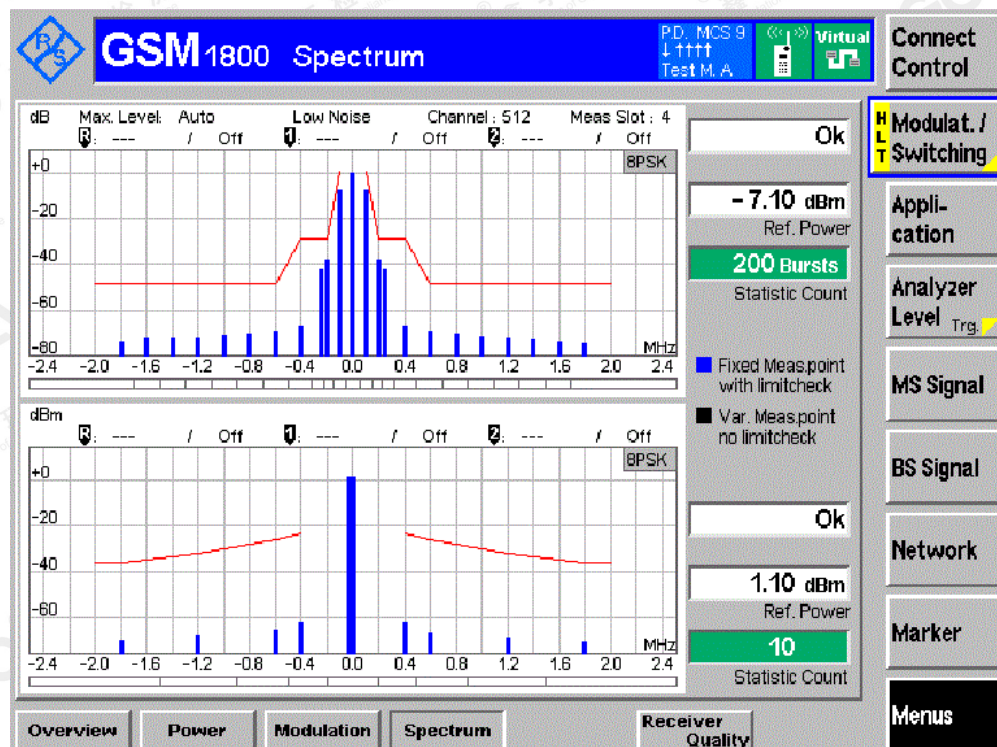 R/S
GSM 1800 Spectrum
P.D. MCS 9
Test M. A
Virtual
Connect Control
dB Max. Level: Auto Low Noise Channel : 512 Meas Slot : 4
R: --- / Off 1: --- / Off 2: --- / Off
8PSK
+0
-20
-40
-60
-80
MHz
-2.4 -2.0 -1.6 -1.2 -0.8 -0.4 0.0 0.4 0.8 1.2 1.6 2.0 2.4
Ok
-7.10 dBm
Ref. Power
200 Bursts
Statistic Count
Fixed Meas.point
with limitcheck
Var. Meas.point
no limitcheck
dBm
R: --- / Off 1: --- / Off 2: --- / Off
8PSK
+0
-20
-40
-60
MHz
-2.4 -2.0 -1.6 -1.2 -0.8 -0.4 0.0 0.4 0.8 1.2 1.6 2.0 2.4
Ok
1.10 dBm
Ref. Power
10
Statistic Count
HLT
Modulat. /
Switching
Appli-
cation
Analyzer
Level Trg.
MS Signal
BS Signal
Network
Marker
Menus
Overview
Power
Modulation
Spectrum
Receiver
Quality